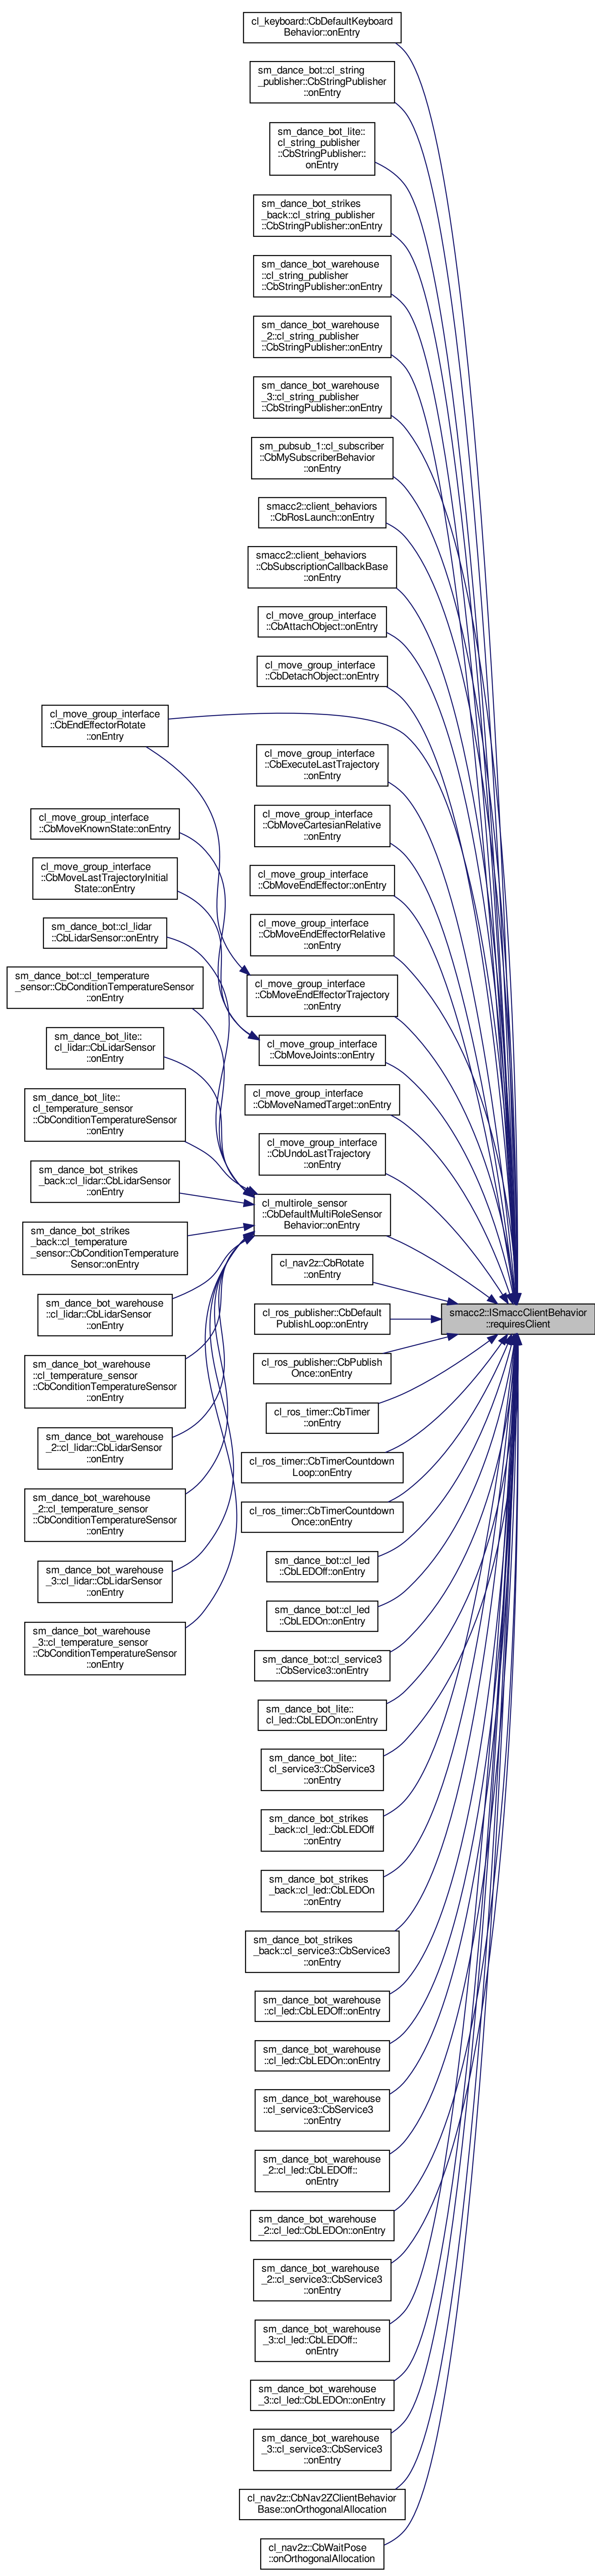 cl_keyboard::CbDefaultKeyboard
Behavior::onEntry
sm_dance_bot::cl_string
_publisher::CbStringPublisher
::onEntry
sm_dance_bot_lite::
cl_string_publisher
::CbStringPublisher::
onEntry
sm_dance_bot_strikes
_back::cl_string_publisher
::CbStringPublisher::onEntry
sm_dance_bot_warehouse
::cl_string_publisher
::CbStringPublisher::onEntry
sm_dance_bot_warehouse
_2::cl_string_publisher
::CbStringPublisher::onEntry
sm_dance_bot_warehouse
_3::cl_string_publisher
::CbStringPublisher::onEntry
sm_pubsub_1::cl_subscriber
::CbMySubscriberBehavior
::onEntry
smacc2::client_behaviors
::CbRosLaunch::onEntry
smacc2::client_behaviors
::CbSubscriptionCallbackBase
::onEntry
cl_move_group_interface
::CbAttachObject::onEntry
cl_move_group_interface
::CbDetachObject::onEntry
cl_move_group_interface
::CbEndEffectorRotate
::onEntry
cl_move_group_interface
::CbExecuteLastTrajectory
::onEntry
cl_move_group_interface
::CbMoveCartesianRelative
::onEntry
cl_move_group_interface
::CbMoveKnownState::onEntry
cl_move_group_interface
::CbMoveEndEffector::onEntry
cl_move_group_interface
::CbMoveLastTrajectoryInitial
State::onEntry
cl_move_group_interface
::CbMoveEndEffectorRelative
::onEntry
sm_dance_bot::cl_lidar
::CbLidarSensor::onEntry
sm_dance_bot::cl_temperature
_sensor::CbConditionTemperatureSensor
::onEntry
cl_move_group_interface
::CbMoveEndEffectorTrajectory
::onEntry
sm_dance_bot_lite::
cl_lidar::CbLidarSensor
::onEntry
cl_move_group_interface
::CbMoveJoints::onEntry
sm_dance_bot_lite::
cl_temperature_sensor
::CbConditionTemperatureSensor
::onEntry
cl_move_group_interface
::CbMoveNamedTarget::onEntry
sm_dance_bot_strikes
_back::cl_lidar::CbLidarSensor
::onEntry
cl_move_group_interface
::CbUndoLastTrajectory
::onEntry
sm_dance_bot_strikes
_back::cl_temperature
_sensor::CbConditionTemperature
Sensor::onEntry
cl_multirole_sensor
::CbDefaultMultiRoleSensor
Behavior::onEntry
cl_nav2z::CbRotate
::onEntry
sm_dance_bot_warehouse
::cl_lidar::CbLidarSensor
::onEntry
cl_ros_publisher::CbDefault
PublishLoop::onEntry
smacc2::ISmaccClientBehavior
::requiresClient
sm_dance_bot_warehouse
::cl_temperature_sensor
::CbConditionTemperatureSensor
::onEntry
cl_ros_publisher::CbPublish
Once::onEntry
cl_ros_timer::CbTimer
::onEntry
sm_dance_bot_warehouse
_2::cl_lidar::CbLidarSensor
::onEntry
cl_ros_timer::CbTimerCountdown
Loop::onEntry
sm_dance_bot_warehouse
_2::cl_temperature_sensor
::CbConditionTemperatureSensor
::onEntry
cl_ros_timer::CbTimerCountdown
Once::onEntry
sm_dance_bot_warehouse
_3::cl_lidar::CbLidarSensor
::onEntry
sm_dance_bot::cl_led
::CbLEDOff::onEntry
sm_dance_bot::cl_led
::CbLEDOn::onEntry
sm_dance_bot_warehouse
_3::cl_temperature_sensor
::CbConditionTemperatureSensor
::onEntry
sm_dance_bot::cl_service3
::CbService3::onEntry
sm_dance_bot_lite::
cl_led::CbLEDOn::onEntry
sm_dance_bot_lite::
cl_service3::CbService3
::onEntry
sm_dance_bot_strikes
_back::cl_led::CbLEDOff
::onEntry
sm_dance_bot_strikes
_back::cl_led::CbLEDOn
::onEntry
sm_dance_bot_strikes
_back::cl_service3::CbService3
::onEntry
sm_dance_bot_warehouse
::cl_led::CbLEDOff::onEntry
sm_dance_bot_warehouse
::cl_led::CbLEDOn::onEntry
sm_dance_bot_warehouse
::cl_service3::CbService3
::onEntry
sm_dance_bot_warehouse
_2::cl_led::CbLEDOff::
onEntry
sm_dance_bot_warehouse
_2::cl_led::CbLEDOn::onEntry
sm_dance_bot_warehouse
_2::cl_service3::CbService3
::onEntry
sm_dance_bot_warehouse
_3::cl_led::CbLEDOff::
onEntry
sm_dance_bot_warehouse
_3::cl_led::CbLEDOn::onEntry
sm_dance_bot_warehouse
_3::cl_service3::CbService3
::onEntry
cl_nav2z::CbNav2ZClientBehavior
Base::onOrthogonalAllocation
cl_nav2z::CbWaitPose
::onOrthogonalAllocation